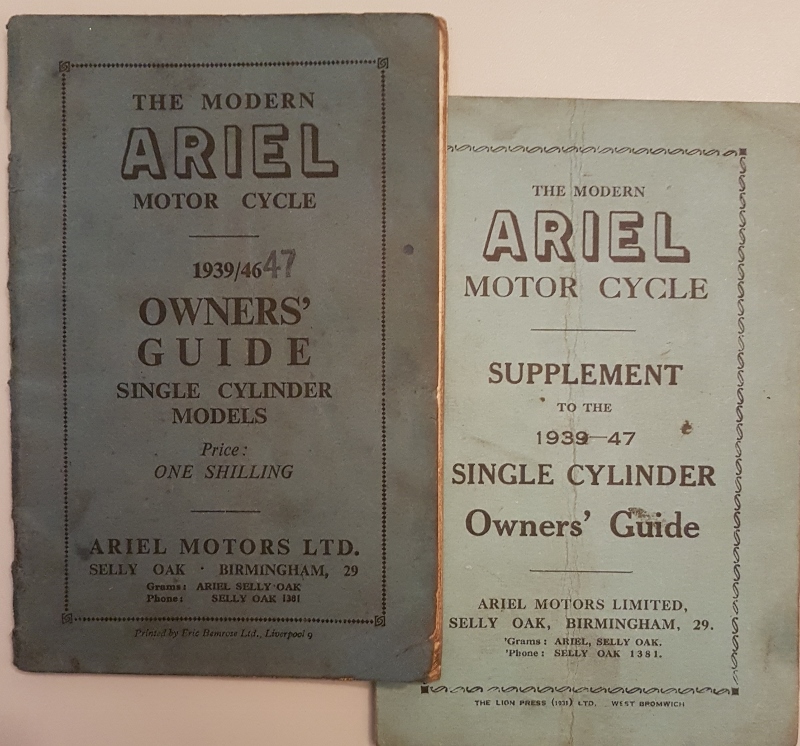 THE MODERN
ARIEL
MOTOR CYCLE
1939/46 47
OWNERS'
GUIDE
SINGLE CYLINDER
MODELS
Price:
ONE SHILLING
ARIEL MOTORS LTD.
SELLY OAK · BIRMINGHAM, 29
Grams: ARIEL SELLY OAK
Phone: SELLY OAK 1381
Printed by Eric Bemrose Ltd., Liverpool 9
THE MODERN
ARIEL
MOTOR CYCLE
SUPPLEMENT
TO THE
1939—47
SINGLE CYLINDER
Owners' Guide
ARIEL MOTORS LIMITED,
SELLY OAK, BIRMINGHAM, 29.
'Grams: ARIEL, SELLY OAK.
'Phone: SELLY OAK 1381.
THE LION PRESS (1931) LTD. WEST BROMWICH